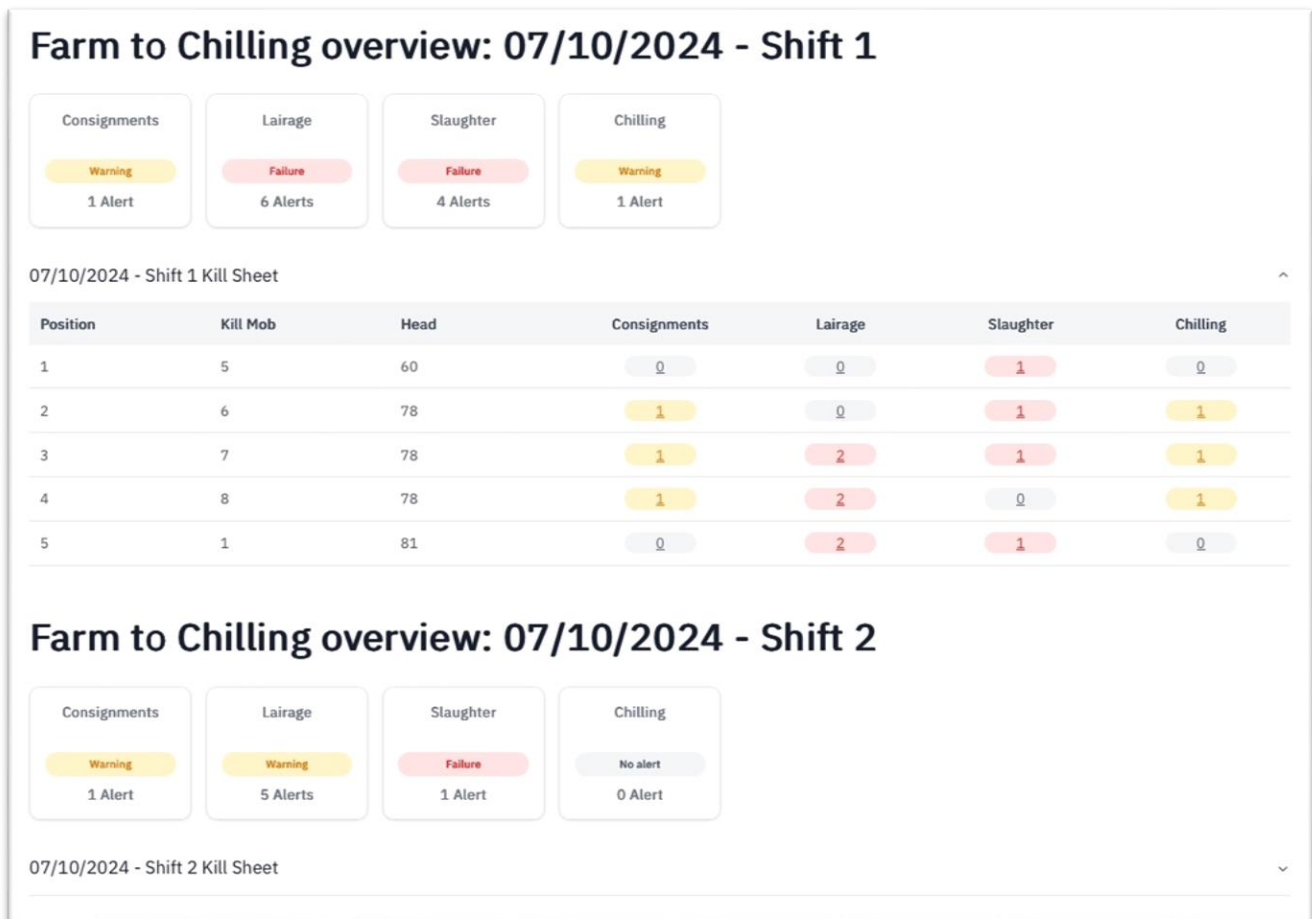 Farm to Chilling overview: 07/10/2024 - Shift 1
Consignments Lairage Slaughter Chilling
Warning Failure Failure Warning
1 Alert 6 Alerts 4 Alerts 1 Alert
07/10/2024 - Shift 1 Kill Sheet
Position Kill Mob Head Consignments Lairage Slaughter Chilling
1 5 60 0 0 1 0
2 6 78 1 0 1 1
3 7 78 1 2 1 1
4 8 78 1 2 0 1
5 1 81 0 2 1 0
Farm to Chilling overview: 07/10/2024 - Shift 2
Consignments Lairage Slaughter Chilling
Warning Warning Failure No alert
1 Alert 5 Alerts 1 Alert 0 Alert
07/10/2024 - Shift 2 Kill Sheet